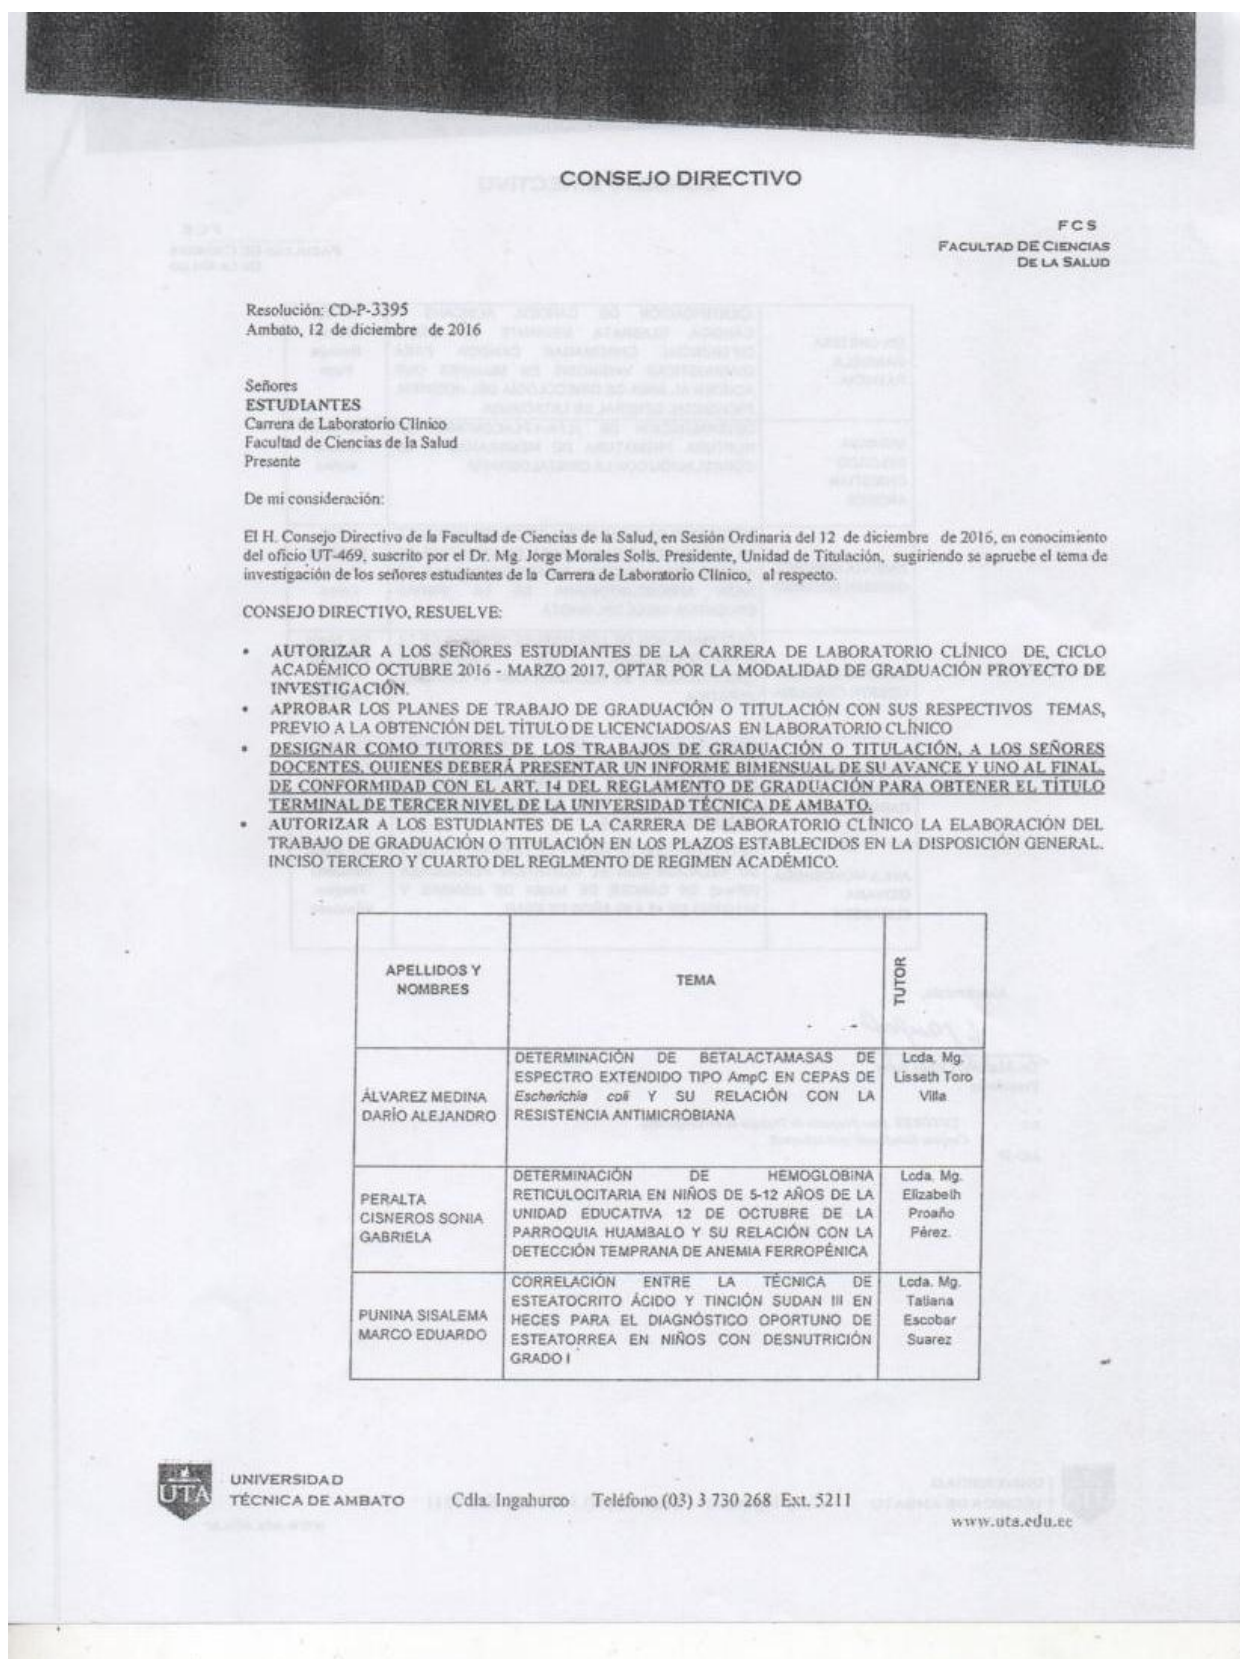 CONSEJO DIRECTIVO
FCS
FACULTAD DE CIENCIAS
DE LA SALUD
Resolución: CD-P-3395
Ambato, 12 de diciembre de 2016
Señores
ESTUDIANTES
Carrera de Laboratorio Clínico
Facultad de Ciencias de la Salud
Presente
De mi consideración:
El H. Consejo Directivo de la Facultad de Ciencias de la Salud, en Sesión Ordinaria del 12 de diciembre de 2016, en conocimiento
del oficio UT-469, suscrito por el Dr. Mg. Jorge Morales Solís. Presidente, Unidad de Titulación, sugiriendo se apruebe el tema de
investigación de los señores estudiantes de la Carrera de Laboratorio Clínico, al respecto.
CONSEJO DIRECTIVO, RESUELVE:
• AUTORIZAR A LOS SEÑORES ESTUDIANTES DE LA CARRERA DE LABORATORIO CLÍNICO DE, CICLO
ACADÉMICO OCTUBRE 2016 - MARZO 2017, OPTAR POR LA MODALIDAD DE GRADUACIÓN PROYECTO DE
INVESTIGACIÓN.
• APROBAR LOS PLANES DE TRABAJO DE GRADUACIÓN O TITULACIÓN CON SUS RESPECTIVOS TEMAS,
PREVIO A LA OBTENCIÓN DEL TÍTULO DE LICENCIADOS/AS EN LABORATORIO CLÍNICO
• DESIGNAR COMO TUTORES DE LOS TRABAJOS DE GRADUACIÓN O TITULACIÓN, A LOS SEÑORES
DOCENTES, QUIENES DEBERÁ PRESENTAR UN INFORME BIMENSUAL DE SU AVANCE Y UNO AL FINAL,
DE CONFORMIDAD CON EL ART. 14 DEL REGLAMENTO DE GRADUACIÓN PARA OBTENER EL TÍTULO
TERMINAL DE TERCER NIVEL DE LA UNIVERSIDAD TÉCNICA DE AMBATO.
• AUTORIZAR A LOS ESTUDIANTES DE LA CARRERA DE LABORATORIO CLÍNICO LA ELABORACIÓN DEL
TRABAJO DE GRADUACIÓN O TITULACIÓN EN LOS PLAZOS ESTABLECIDOS EN LA DISPOSICIÓN GENERAL.
INCISO TERCERO Y CUARTO DEL REGLMENTO DE REGIMEN ACADÉMICO.
APELLIDOS Y
NOMBRES
TEMA
TUTOR
ÁLVAREZ MEDINA
DARÍO ALEJANDRO
DETERMINACIÓN DE BETALACTAMASAS DE
ESPECTRO EXTENDIDO TIPO AmpC EN CEPAS DE
Escherichia coli Y SU RELACIÓN CON LA
RESISTENCIA ANTIMICROBIANA
Lcda. Mg.
Lisseth Toro
Villa
PERALTA
CISNEROS SONIA
GABRIELA
DETERMINACIÓN DE HEMOGLOBINA
RETICULOCITARIA EN NIÑOS DE 5-12 AÑOS DE LA
UNIDAD EDUCATIVA 12 DE OCTUBRE DE LA
PARROQUIA HUAMBALO Y SU RELACIÓN CON LA
DETECCIÓN TEMPRANA DE ANEMIA FERROPÉNICA
Lcda. Mg.
Elizabeth
Proaño
Pérez.
PUNINA SISALEMA
MARCO EDUARDO
CORRELACIÓN ENTRE LA TÉCNICA DE
ESTEATOCRITO ÁCIDO Y TINCIÓN SUDAN III EN
HECES PARA EL DIAGNÓSTICO OPORTUNO DE
ESTEATORREA EN NIÑOS CON DESNUTRICIÓN
GRADO I
Lcda. Mg.
Tatiana
Escobar
Suarez
UTA
UNIVERSIDAD
TÉCNICA DE AMBATO
Cdla. Ingahurco Teléfono (03) 3 730 268 Ext. 5211
www.uta.edu.ec